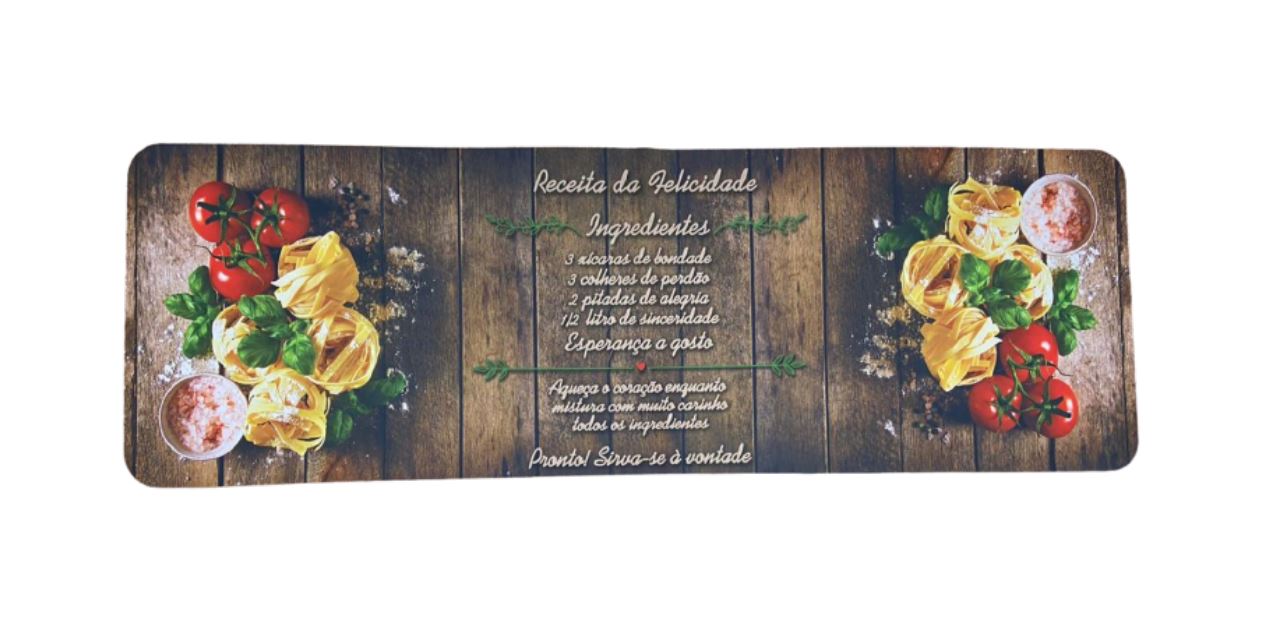 Receita da Felicidade
Ingredientes
3 xícaras de bondade
3 colheres de perdão
2 pitadas de alegria
1/2 litro de sinceridade
Esperança a gosto
Aqueça o coração enquanto
mistura com muito carinho
todos os ingredientes
Pronto! Sirva-se à vontade